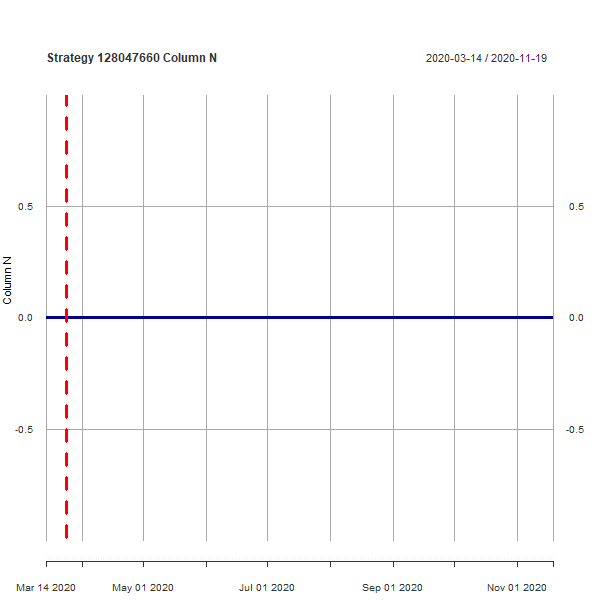 Strategy 128047660 Column N
2020-03-14 / 2020-11-19
0.5
0.5
Column N
0.0
0.0
-0.5
-0.5
Mar 14 2020
May 01 2020
Jul 01 2020
Sep 01 2020
Nov 01 2020